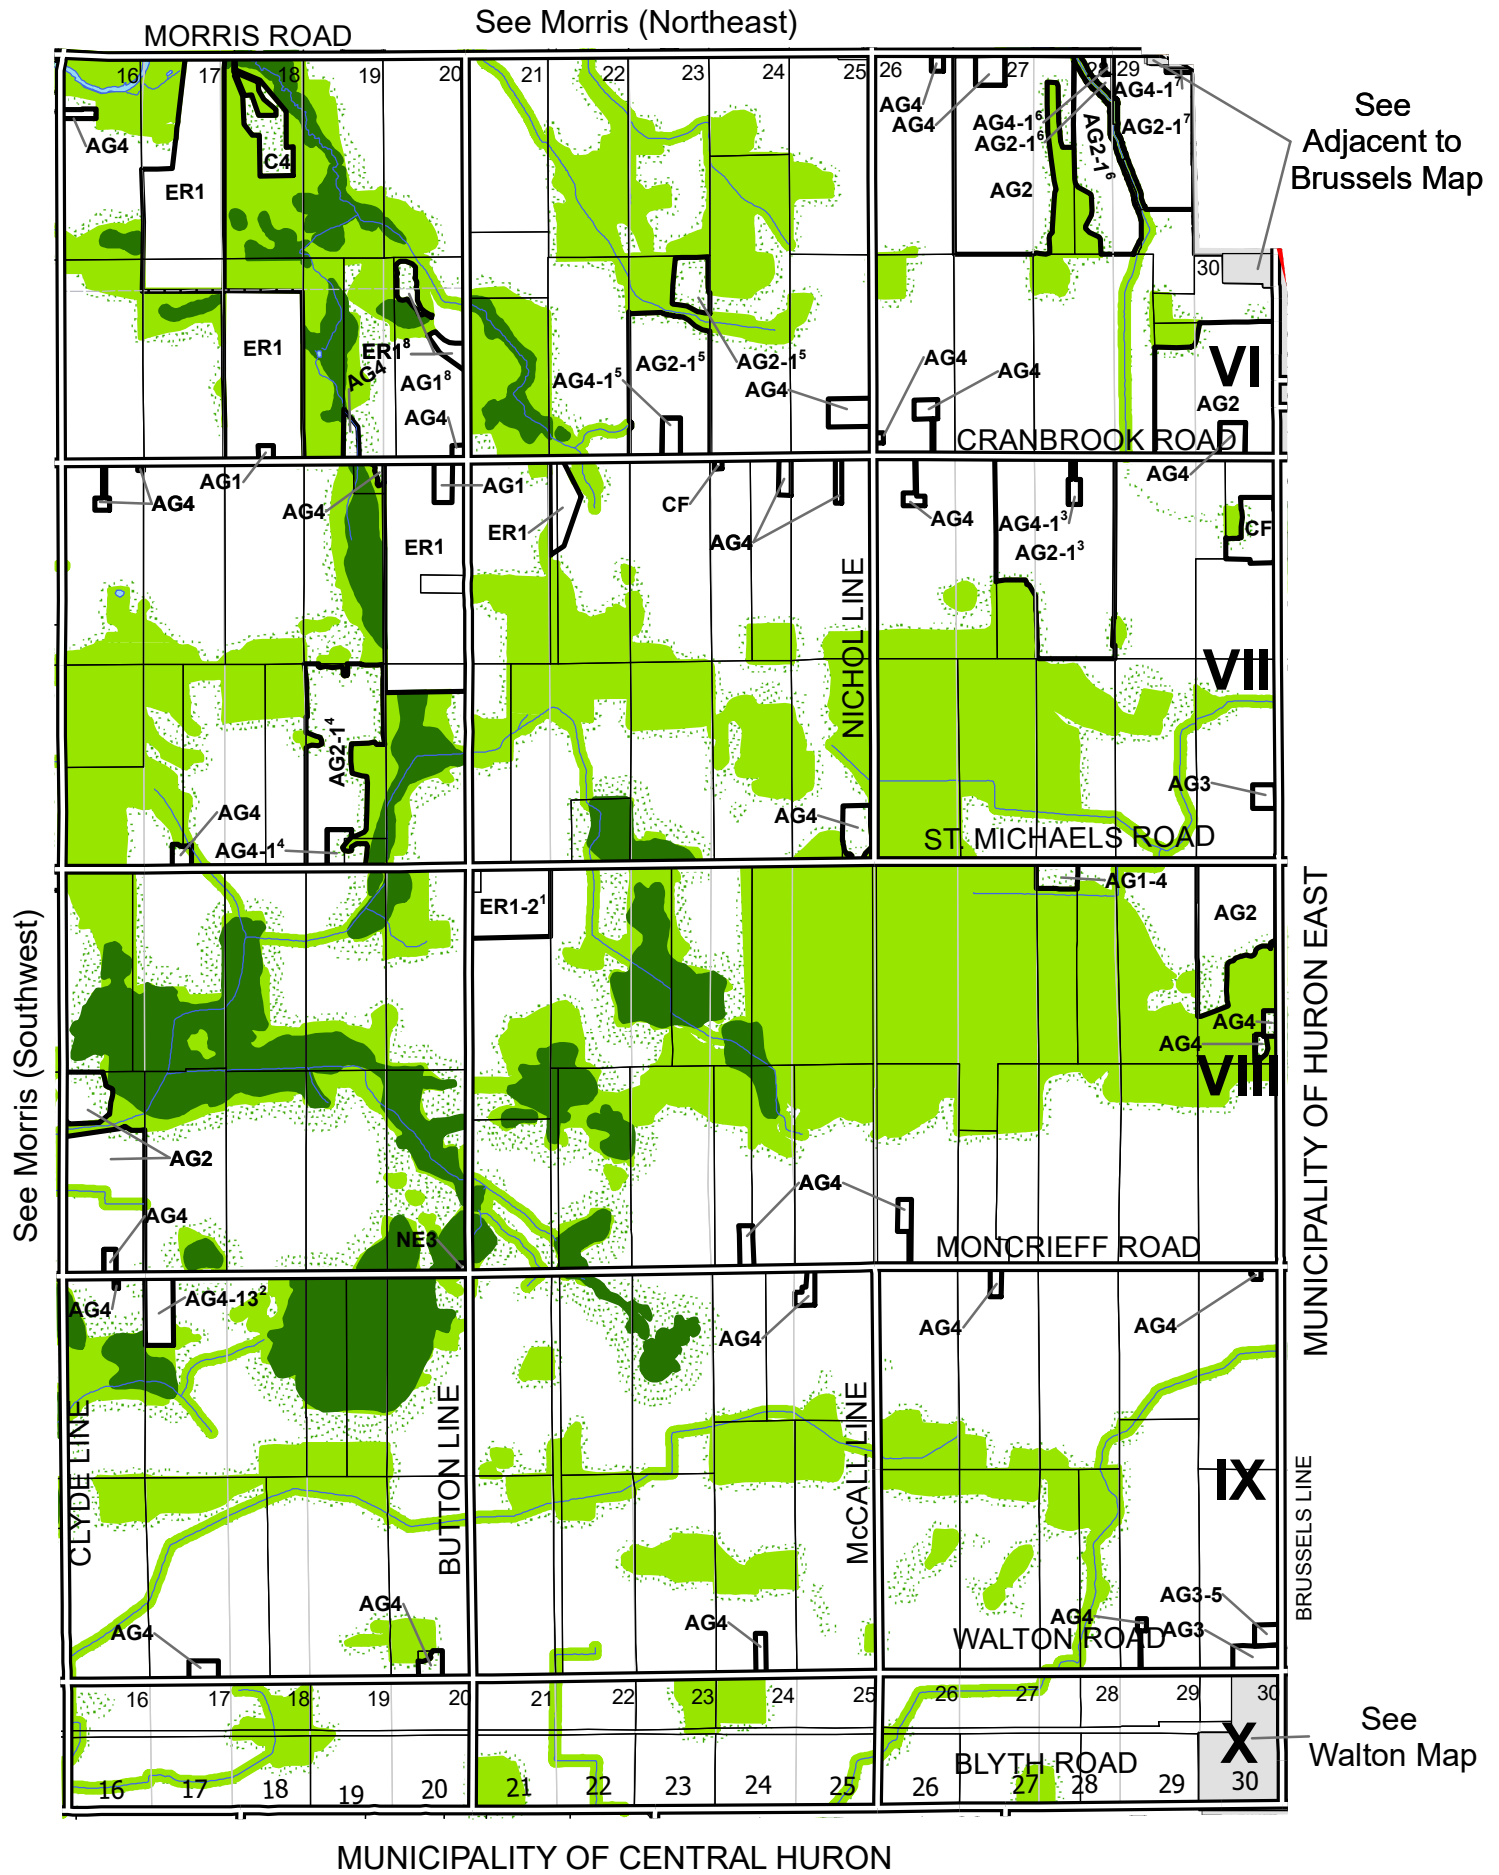 See Morris (Northeast)
MORRIS ROAD
16
17
18
19
20
21
22
23
24
25
26
27
28
29
See
Adjacent to
Brussels Map
AG4
ER1
C4
AG4
AG4
AG4-1⁶
AG2-1⁶
AG2-1⁶
AG2
AG4-1⁷
AG2-1⁷
30
ER1
ER1⁸
AG4
AG1⁸
AG4
AG4-1⁵
AG2-1⁵
AG2-1⁵
AG4
AG4
AG4
VI
AG2
CRANBROOK ROAD
AG4
AG1
AG4
AG4
AG1
ER1
ER1
CF
AG4
AG4
AG4-1³
AG2-1³
CF
NICHOL LINE
VII
AG2-1⁴
AG4
AG4-1⁴
AG4
AG3
ST. MICHAELS ROAD
ER1-2¹
AG1-4
AG2
AG4
AG4
VIII
See Morris (Southwest)
MUNICIPALITY OF HURON EAST
AG2
AG4
NE3
AG4
MONCRIEFF ROAD
AG4
AG4-13²
AG4
AG4
AG4
CLYDE LINE
BUTTON LINE
McCALL LINE
IX
BRUSSELS LINE
AG4
AG4
AG4
AG4
AG3-5
AG3
WALTON ROAD
16
17
18
19
20
21
22
23
24
25
26
27
28
29
30
See
Walton Map
X
BLYTH ROAD
16
17
18
19
20
21
22
23
24
25
26
27
28
29
30
MUNICIPALITY OF CENTRAL HURON